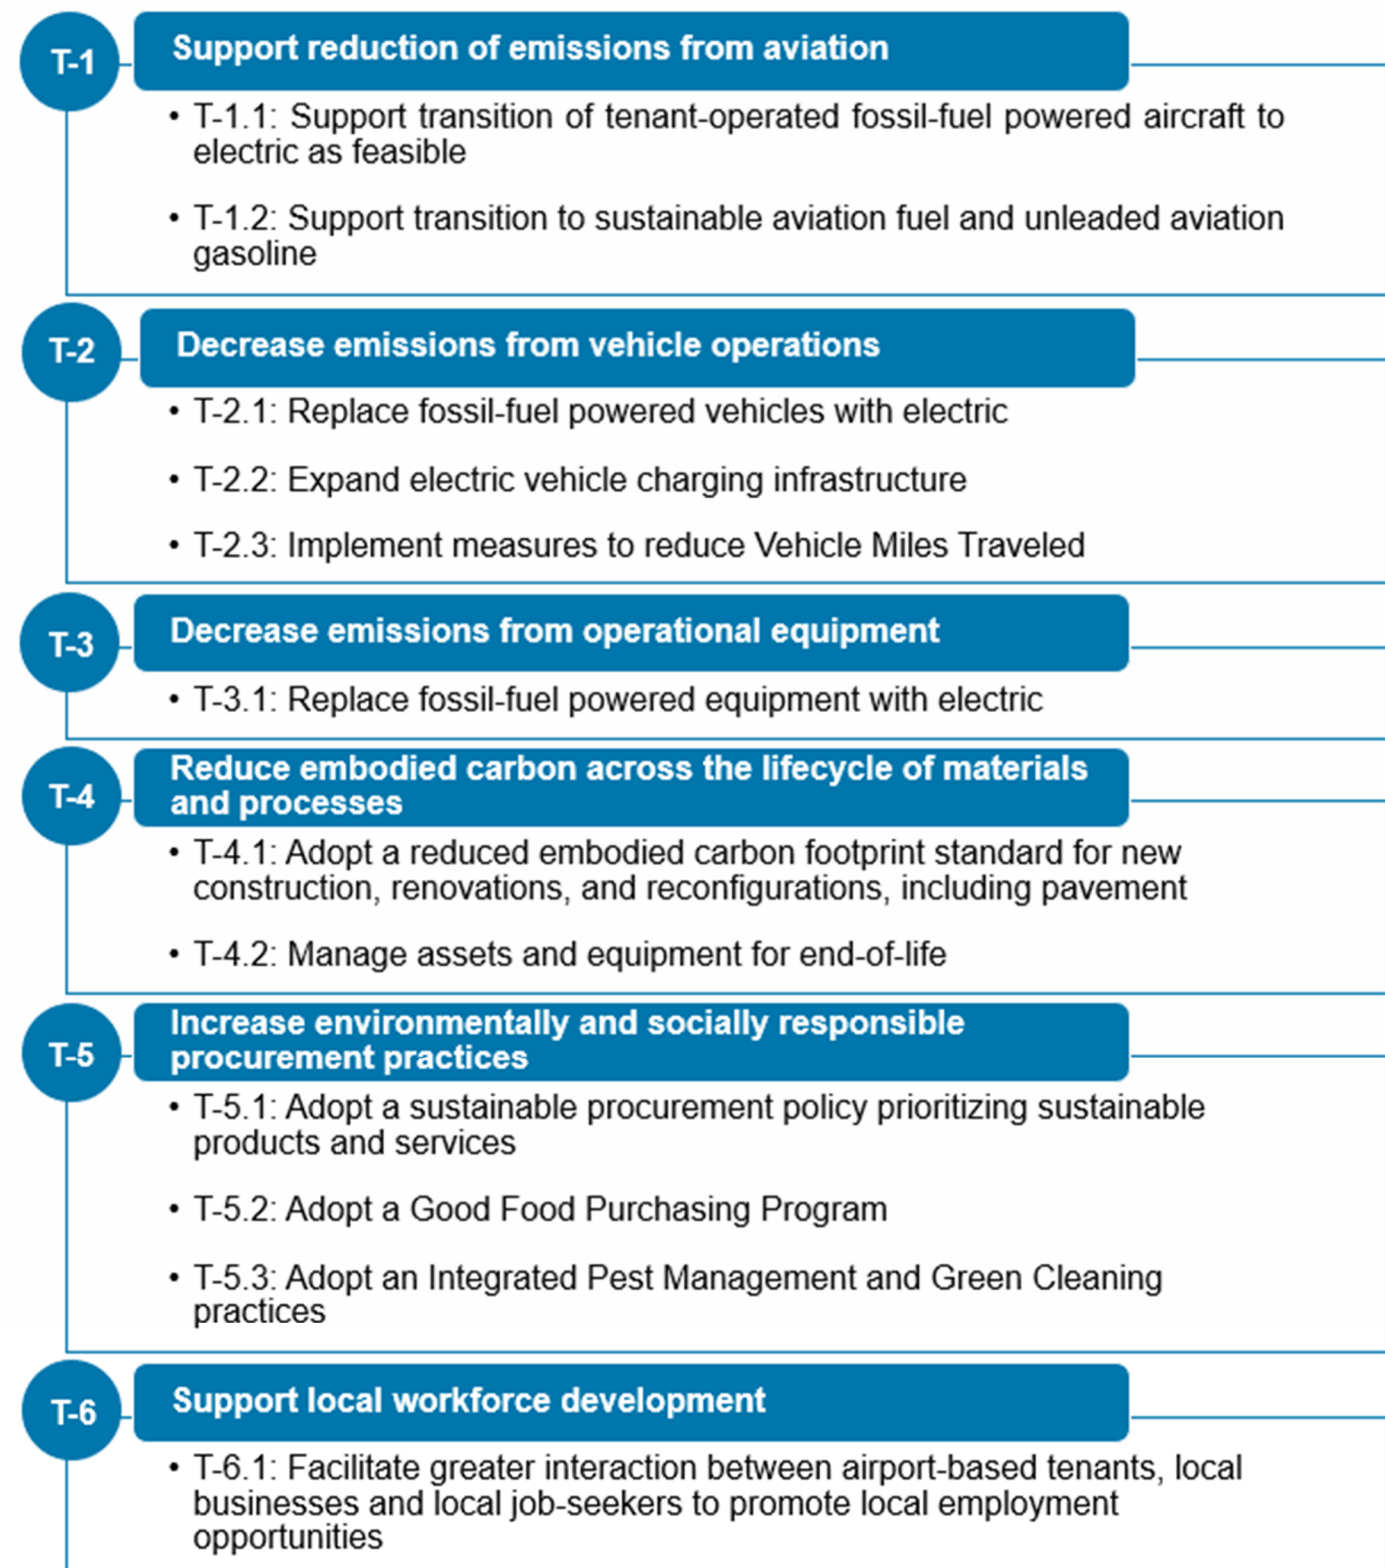 T-1
Support reduction of emissions from aviation
• T-1.1: Support transition of tenant-operated fossil-fuel powered aircraft to
electric as feasible
• T-1.2: Support transition to sustainable aviation fuel and unleaded aviation
gasoline
T-2
Decrease emissions from vehicle operations
• T-2.1: Replace fossil-fuel powered vehicles with electric
• T-2.2: Expand electric vehicle charging infrastructure
• T-2.3: Implement measures to reduce Vehicle Miles Traveled
T-3
Decrease emissions from operational equipment
• T-3.1: Replace fossil-fuel powered equipment with electric
T-4
Reduce embodied carbon across the lifecycle of materials
and processes
• T-4.1: Adopt a reduced embodied carbon footprint standard for new
construction, renovations, and reconfigurations, including pavement
• T-4.2: Manage assets and equipment for end-of-life
T-5
Increase environmentally and socially responsible
procurement practices
• T-5.1: Adopt a sustainable procurement policy prioritizing sustainable
products and services
• T-5.2: Adopt a Good Food Purchasing Program
• T-5.3: Adopt an Integrated Pest Management and Green Cleaning
practices
T-6
Support local workforce development
• T-6.1: Facilitate greater interaction between airport-based tenants, local
businesses and local job-seekers to promote local employment
opportunities